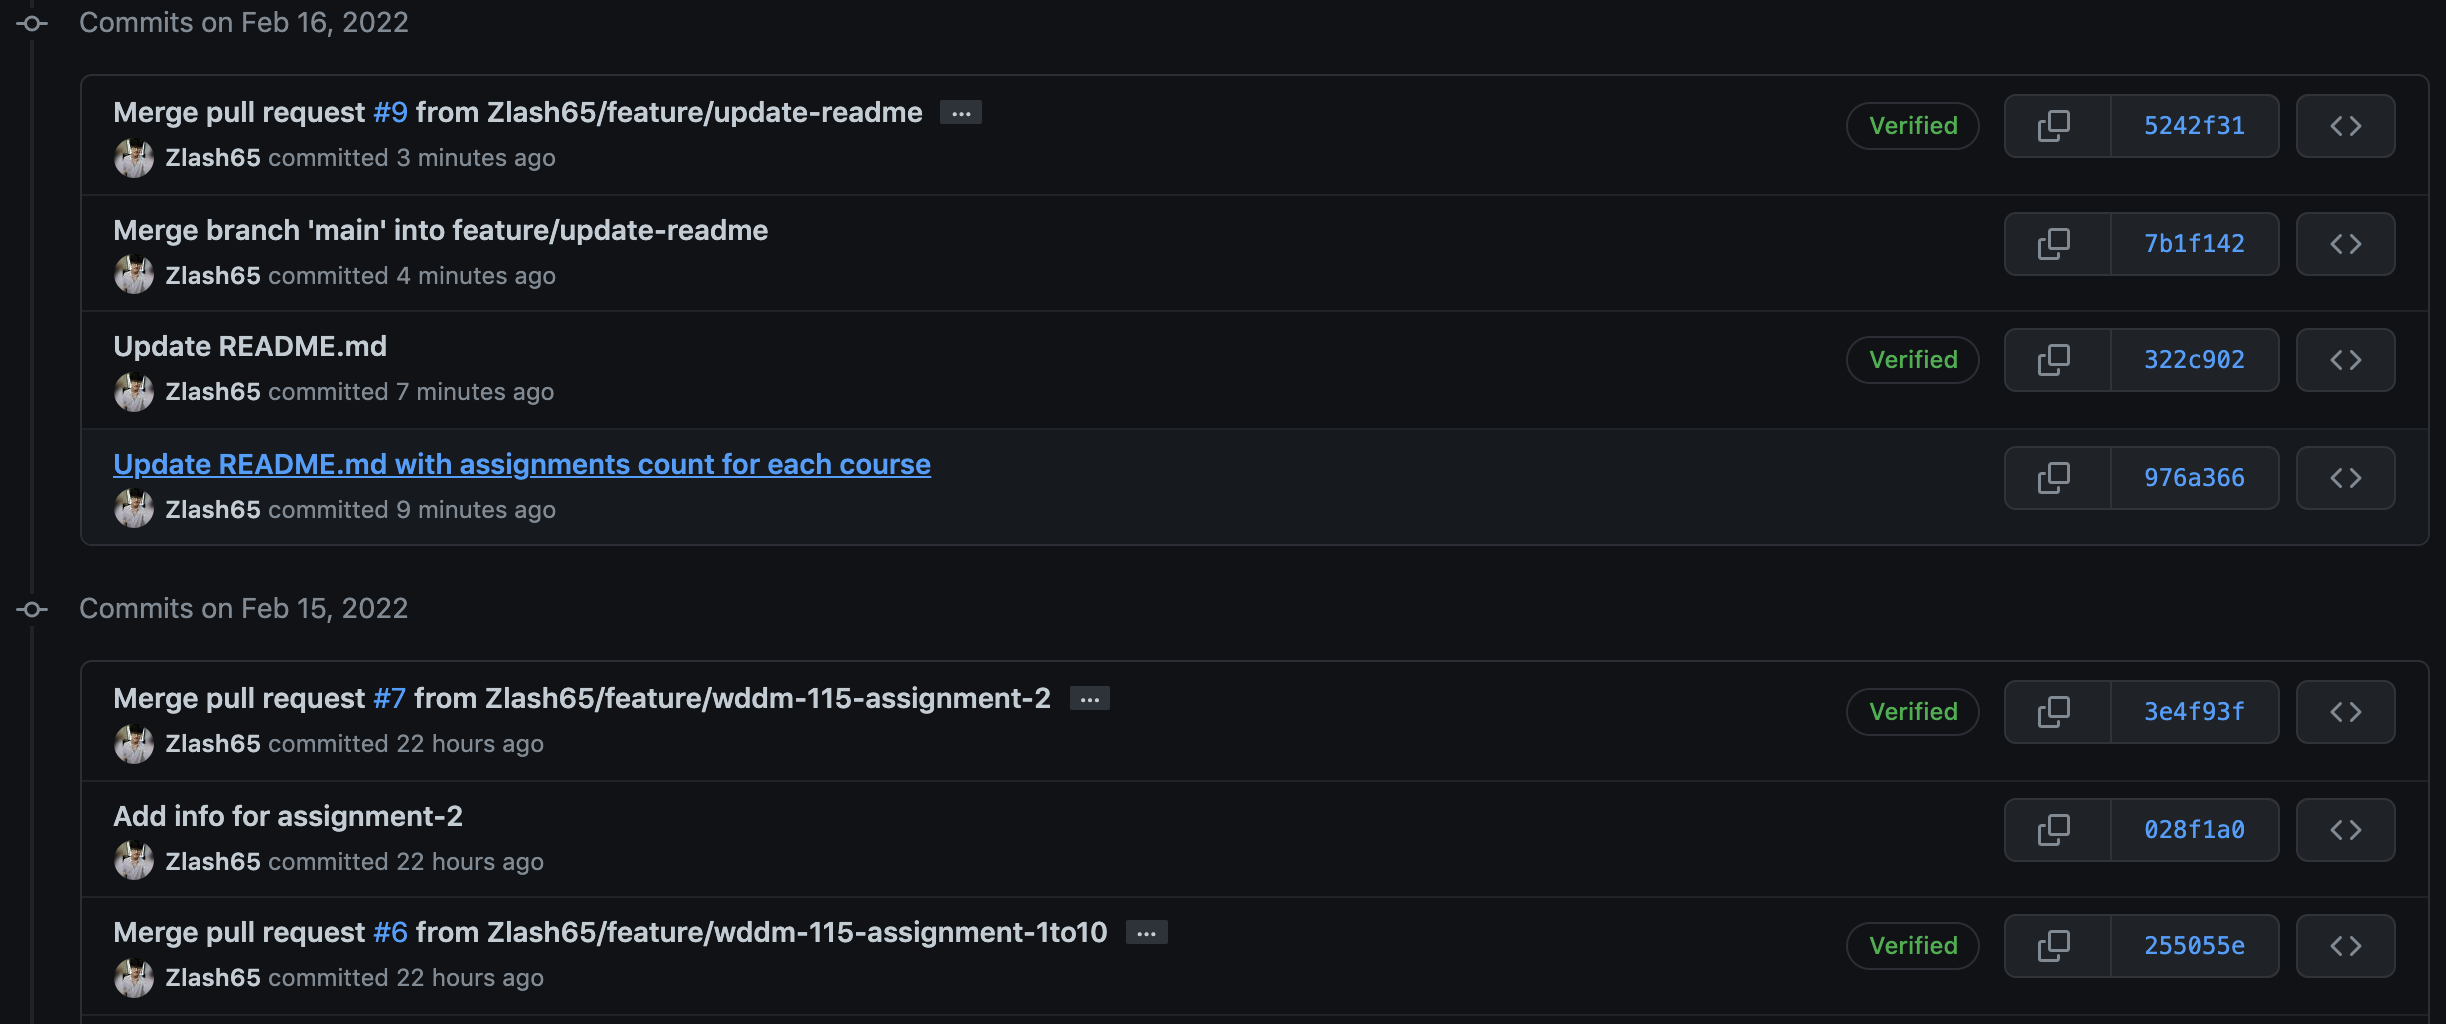 Commits on Feb 16, 2022
Merge pull request #9 from Zlash65/feature/update-readme ...
Verified
5242f31
Zlash65 committed 3 minutes ago
Merge branch 'main' into feature/update-readme
7b1f142
Zlash65 committed 4 minutes ago
Update README.md
Verified
322c902
Zlash65 committed 7 minutes ago
Update README.md with assignments count for each course
976a366
Zlash65 committed 9 minutes ago
Commits on Feb 15, 2022
Merge pull request #7 from Zlash65/feature/wddm-115-assignment-2 ...
Verified
3e4f93f
Zlash65 committed 22 hours ago
Add info for assignment-2
028f1a0
Zlash65 committed 22 hours ago
Merge pull request #6 from Zlash65/feature/wddm-115-assignment-1to10 ...
Verified
255055e
Zlash65 committed 22 hours ago